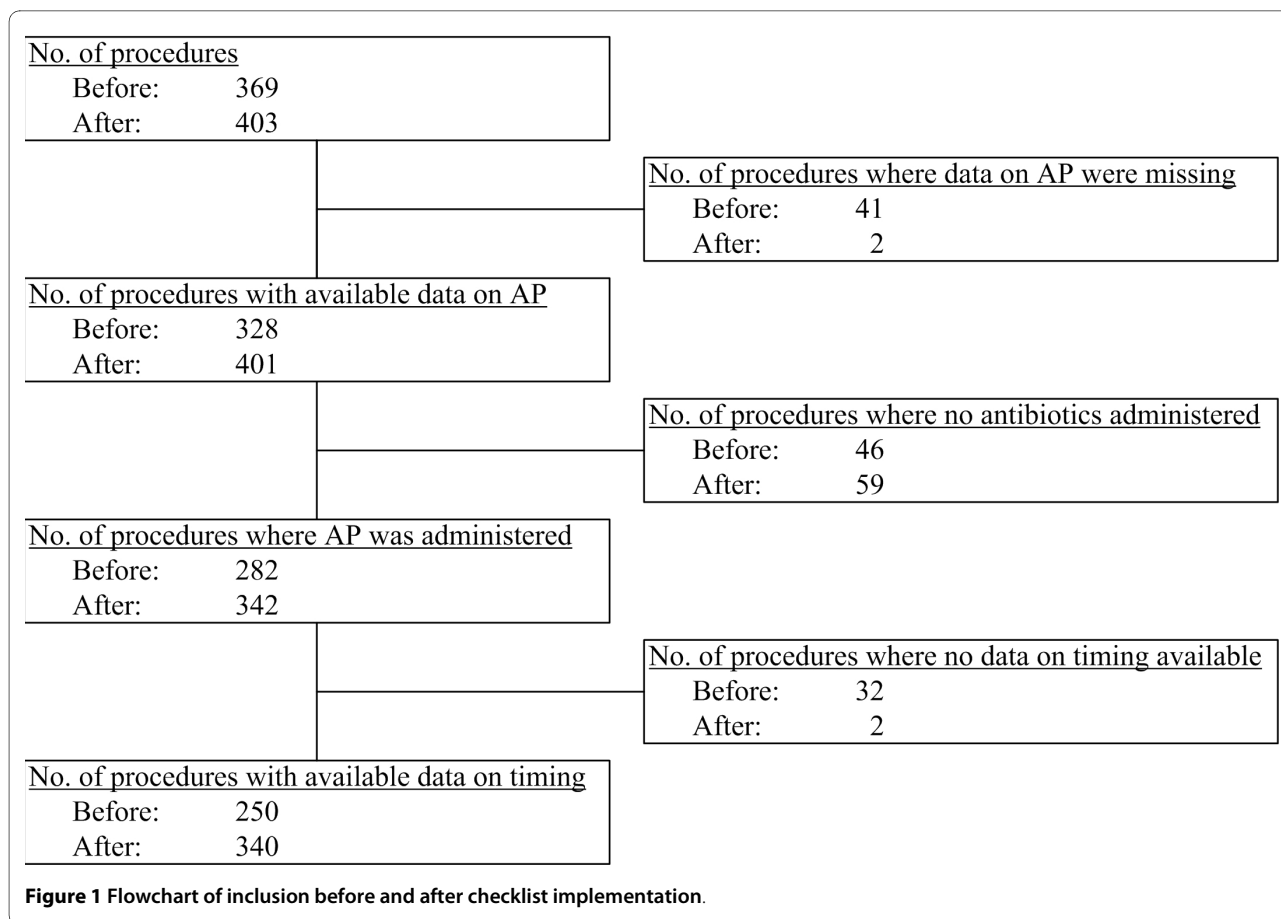 No. of procedures
Before: 369
After: 403
No. of procedures where data on AP were missing
Before: 41
After: 2
No. of procedures with available data on AP
Before: 328
After: 401
No. of procedures where no antibiotics administered
Before: 46
After: 59
No. of procedures where AP was administered
Before: 282
After: 342
No. of procedures where no data on timing available
Before: 32
After: 2
No. of procedures with available data on timing
Before: 250
After: 340
Figure 1 Flowchart of inclusion before and after checklist implementation.